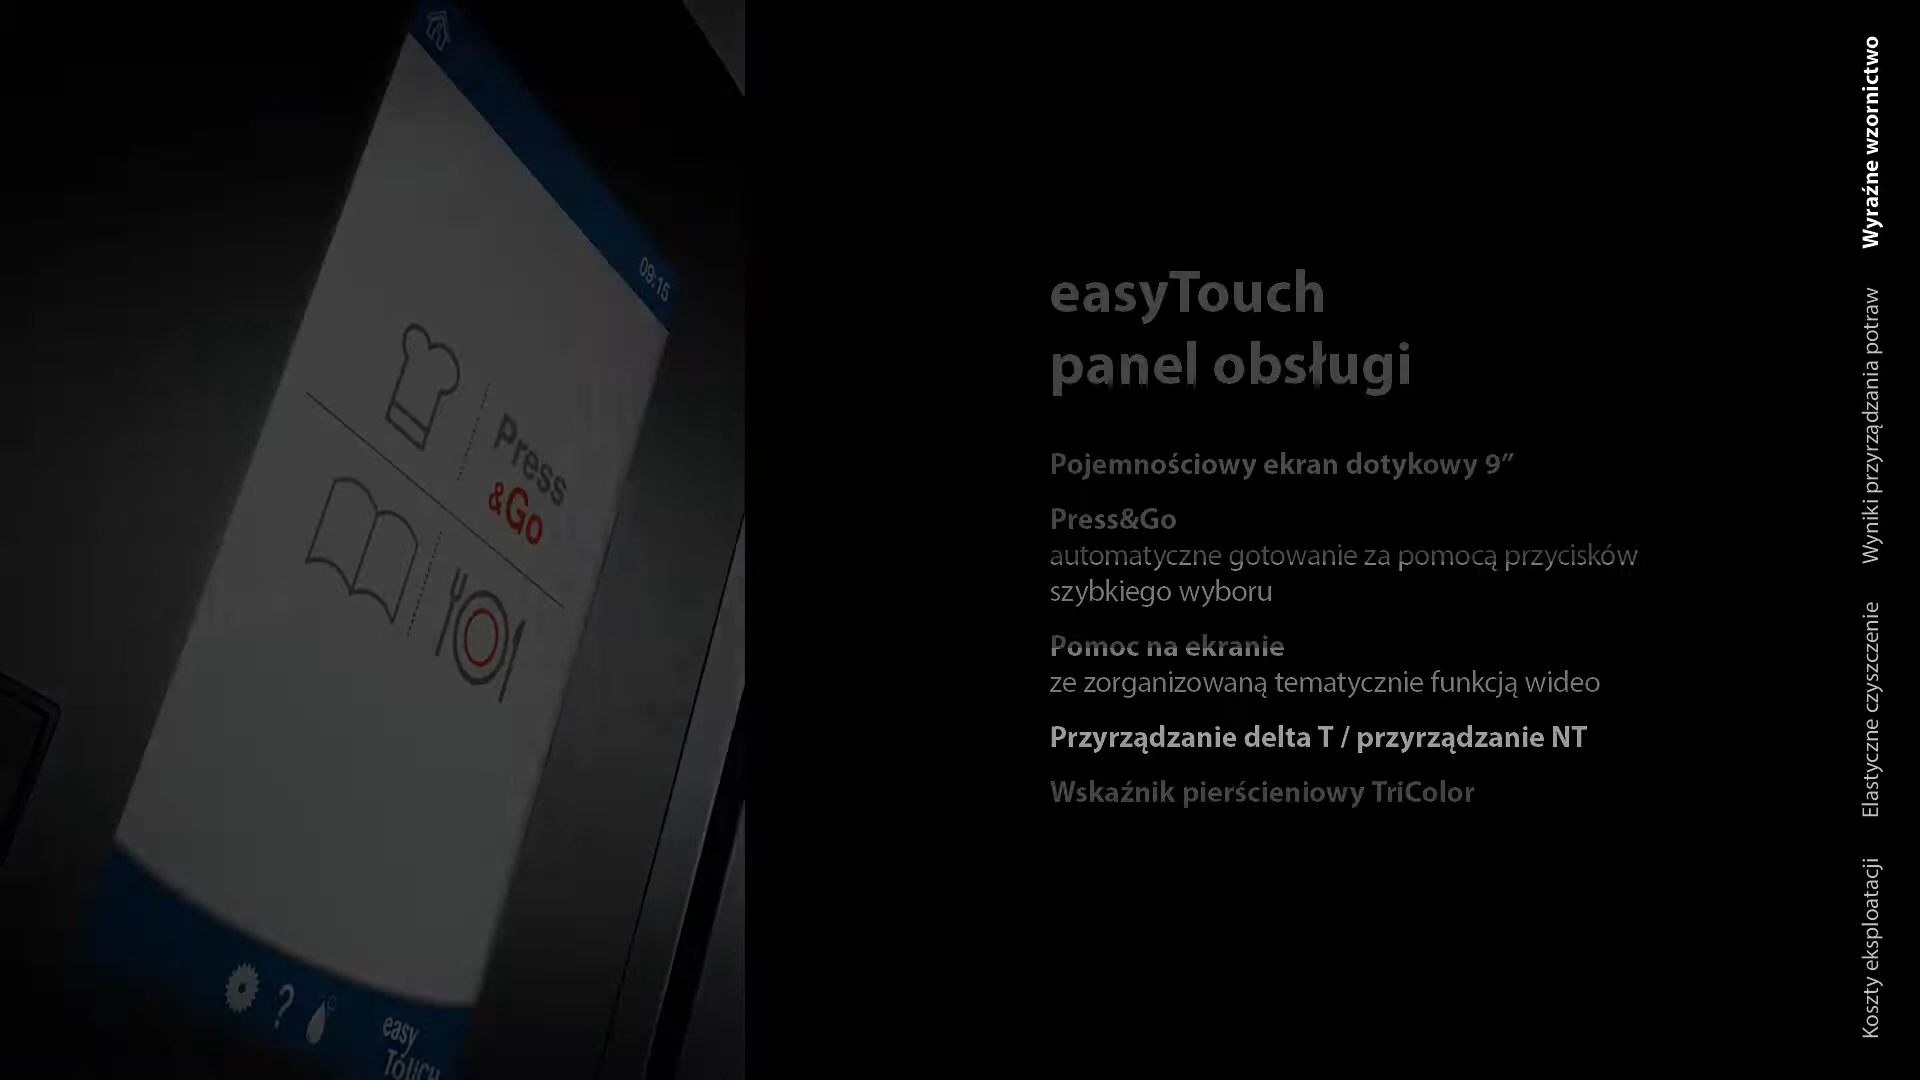 09:15
Press
&Go
?
easy
Touch
easyTouch
panel obsługi
Pojemnościowy ekran dotykowy 9”
Press&Go
automatyczne gotowanie za pomocą przycisków
szybkiego wyboru
Pomoc na ekranie
ze zorganizowaną tematycznie funkcją wideo
Przyrządzanie delta T / przyrządzanie NT
Wskaźnik pierścieniowy TriColor
Wyraźne wzornictwo
Wyniki przyrządzania potraw
Elastyczne czyszczenie
Koszty eksploatacji